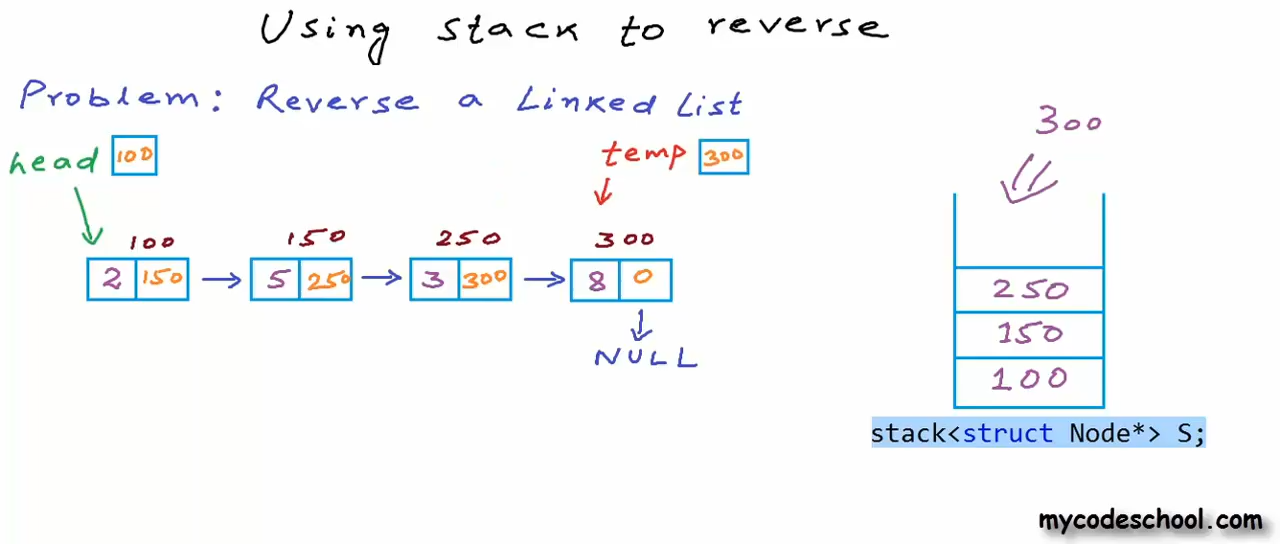 Using stack to reverse
Problem: Reverse a Linked List
head 100
temp 300
300
100 150 250 300
2 150 5 250 3 300 8 0
NULL
250
150
100
stack<struct Node*> S;
mycodeschool.com